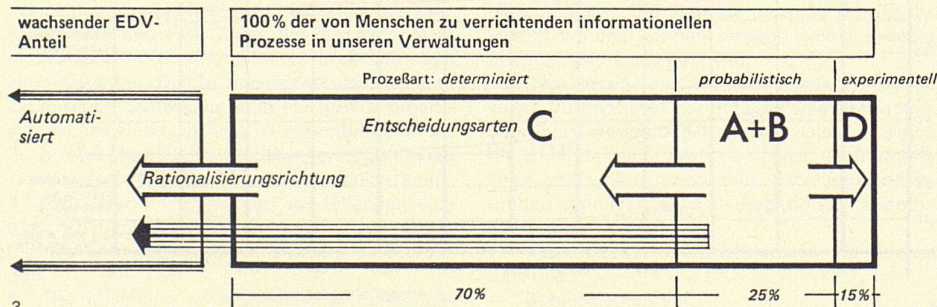 wachsender EDV-
Anteil
100% der von Menschen zu verrichtenden informationellen
Prozesse in unseren Verwaltungen
Prozeßart: determiniert
probabilistisch
experimentell
Automati-
siert
Entscheidungsarten C
A+B
D
Rationalisierungsrichtung
70%
25%
15%
3